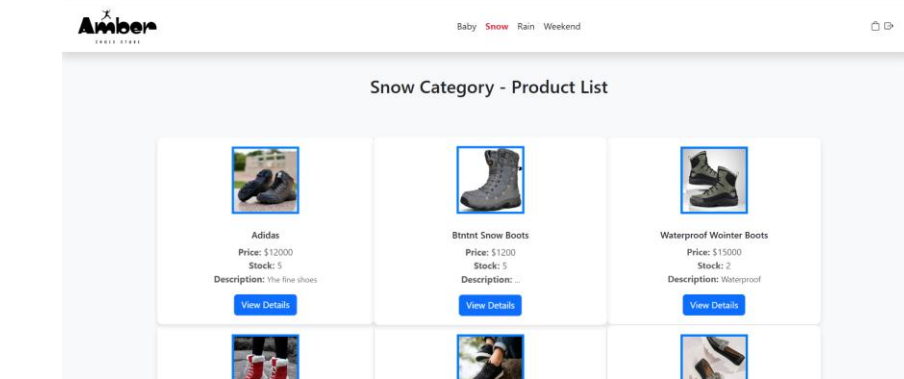 Amber
SHOES STORE
Baby Snow Rain Weekend
Snow Category - Product List
Adidas
Price: $12000
Stock: 5
Description: Yhe fine shoes
View Details
Btntnt Snow Boots
Price: $1200
Stock: 5
Description: ...
View Details
Waterproof Wointer Boots
Price: $15000
Stock: 2
Description: Waterproof
View Details